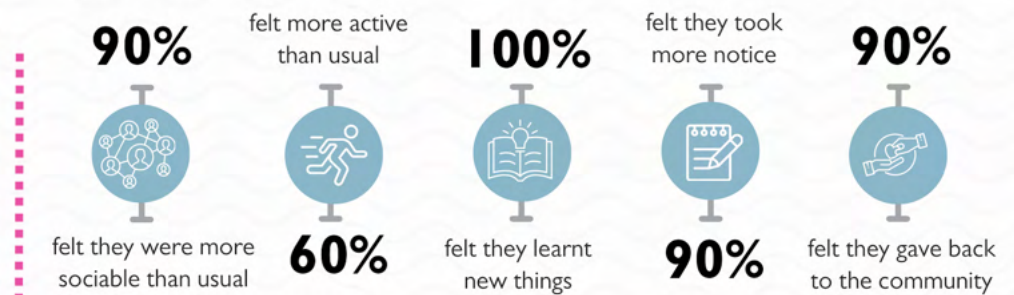 90%
felt they were more
sociable than usual
felt more active
than usual
60%
100%
felt they learnt
new things
felt they took
more notice
90%
90%
felt they gave back
to the community